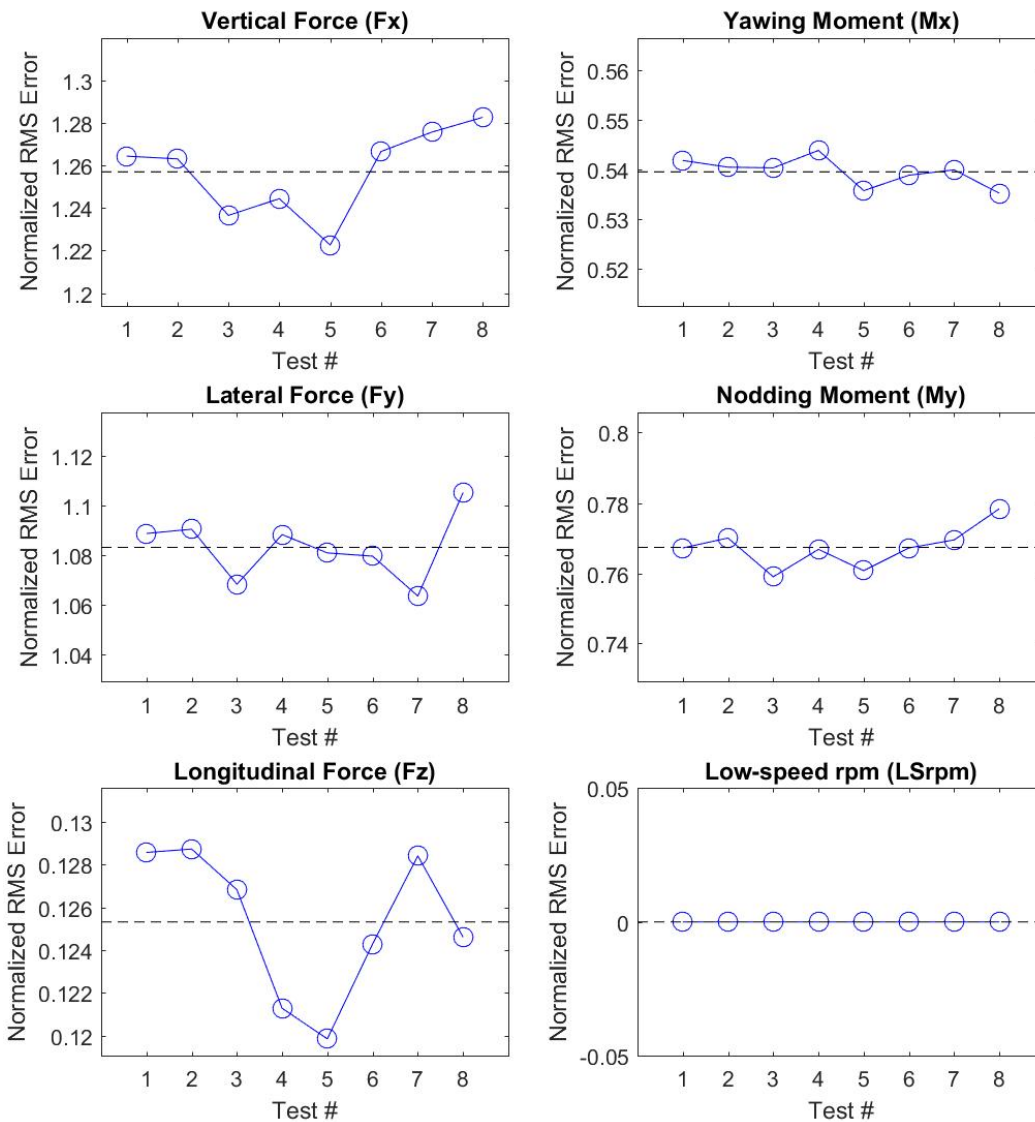 Vertical Force (Fx)
Normalized RMS Error
1.3
1.28
1.26
1.24
1.22
1.2
1 2 3 4 5 6 7 8
Test #
Yawing Moment (Mx)
Normalized RMS Error
0.56
0.55
0.54
0.53
0.52
1 2 3 4 5 6 7 8
Test #
Lateral Force (Fy)
Normalized RMS Error
1.12
1.1
1.08
1.06
1.04
1 2 3 4 5 6 7 8
Test #
Nodding Moment (My)
Normalized RMS Error
0.8
0.78
0.76
0.74
1 2 3 4 5 6 7 8
Test #
Longitudinal Force (Fz)
Normalized RMS Error
0.13
0.128
0.126
0.124
0.122
0.12
1 2 3 4 5 6 7 8
Test #
Low-speed rpm (LSrpm)
Normalized RMS Error
0.05
0
-0.05
1 2 3 4 5 6 7 8
Test #